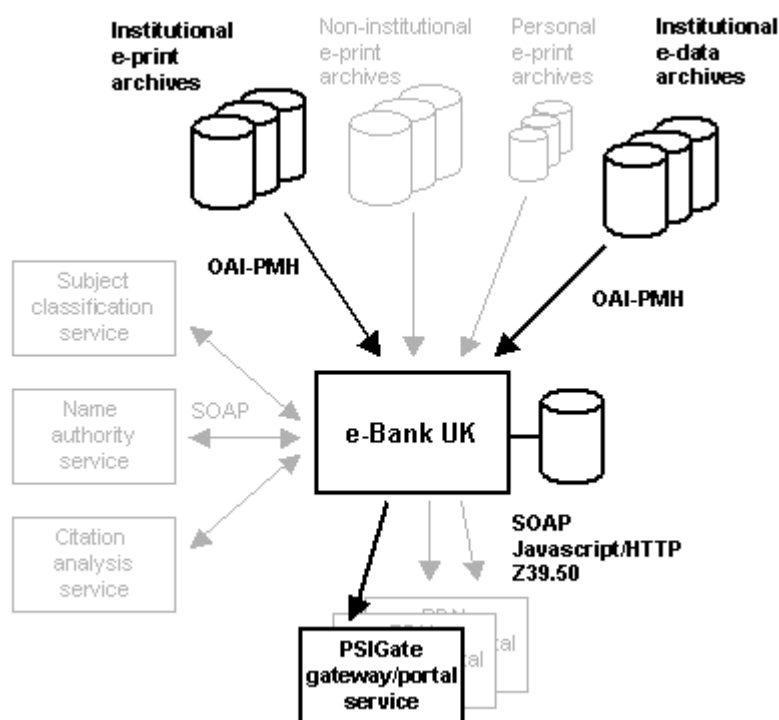 Institutional
e-print
archives
Non-institutional
e-print
archives
Personal
e-print
archives
Institutional
e-data
archives
OAI-PMH
OAI-PMH
Subject
classification
service
Name
authority
service
SOAP
e-Bank UK
Citation
analysis
service
SOAP
Javascript/HTTP
Z39.50
PSIGate
gateway/portal
service